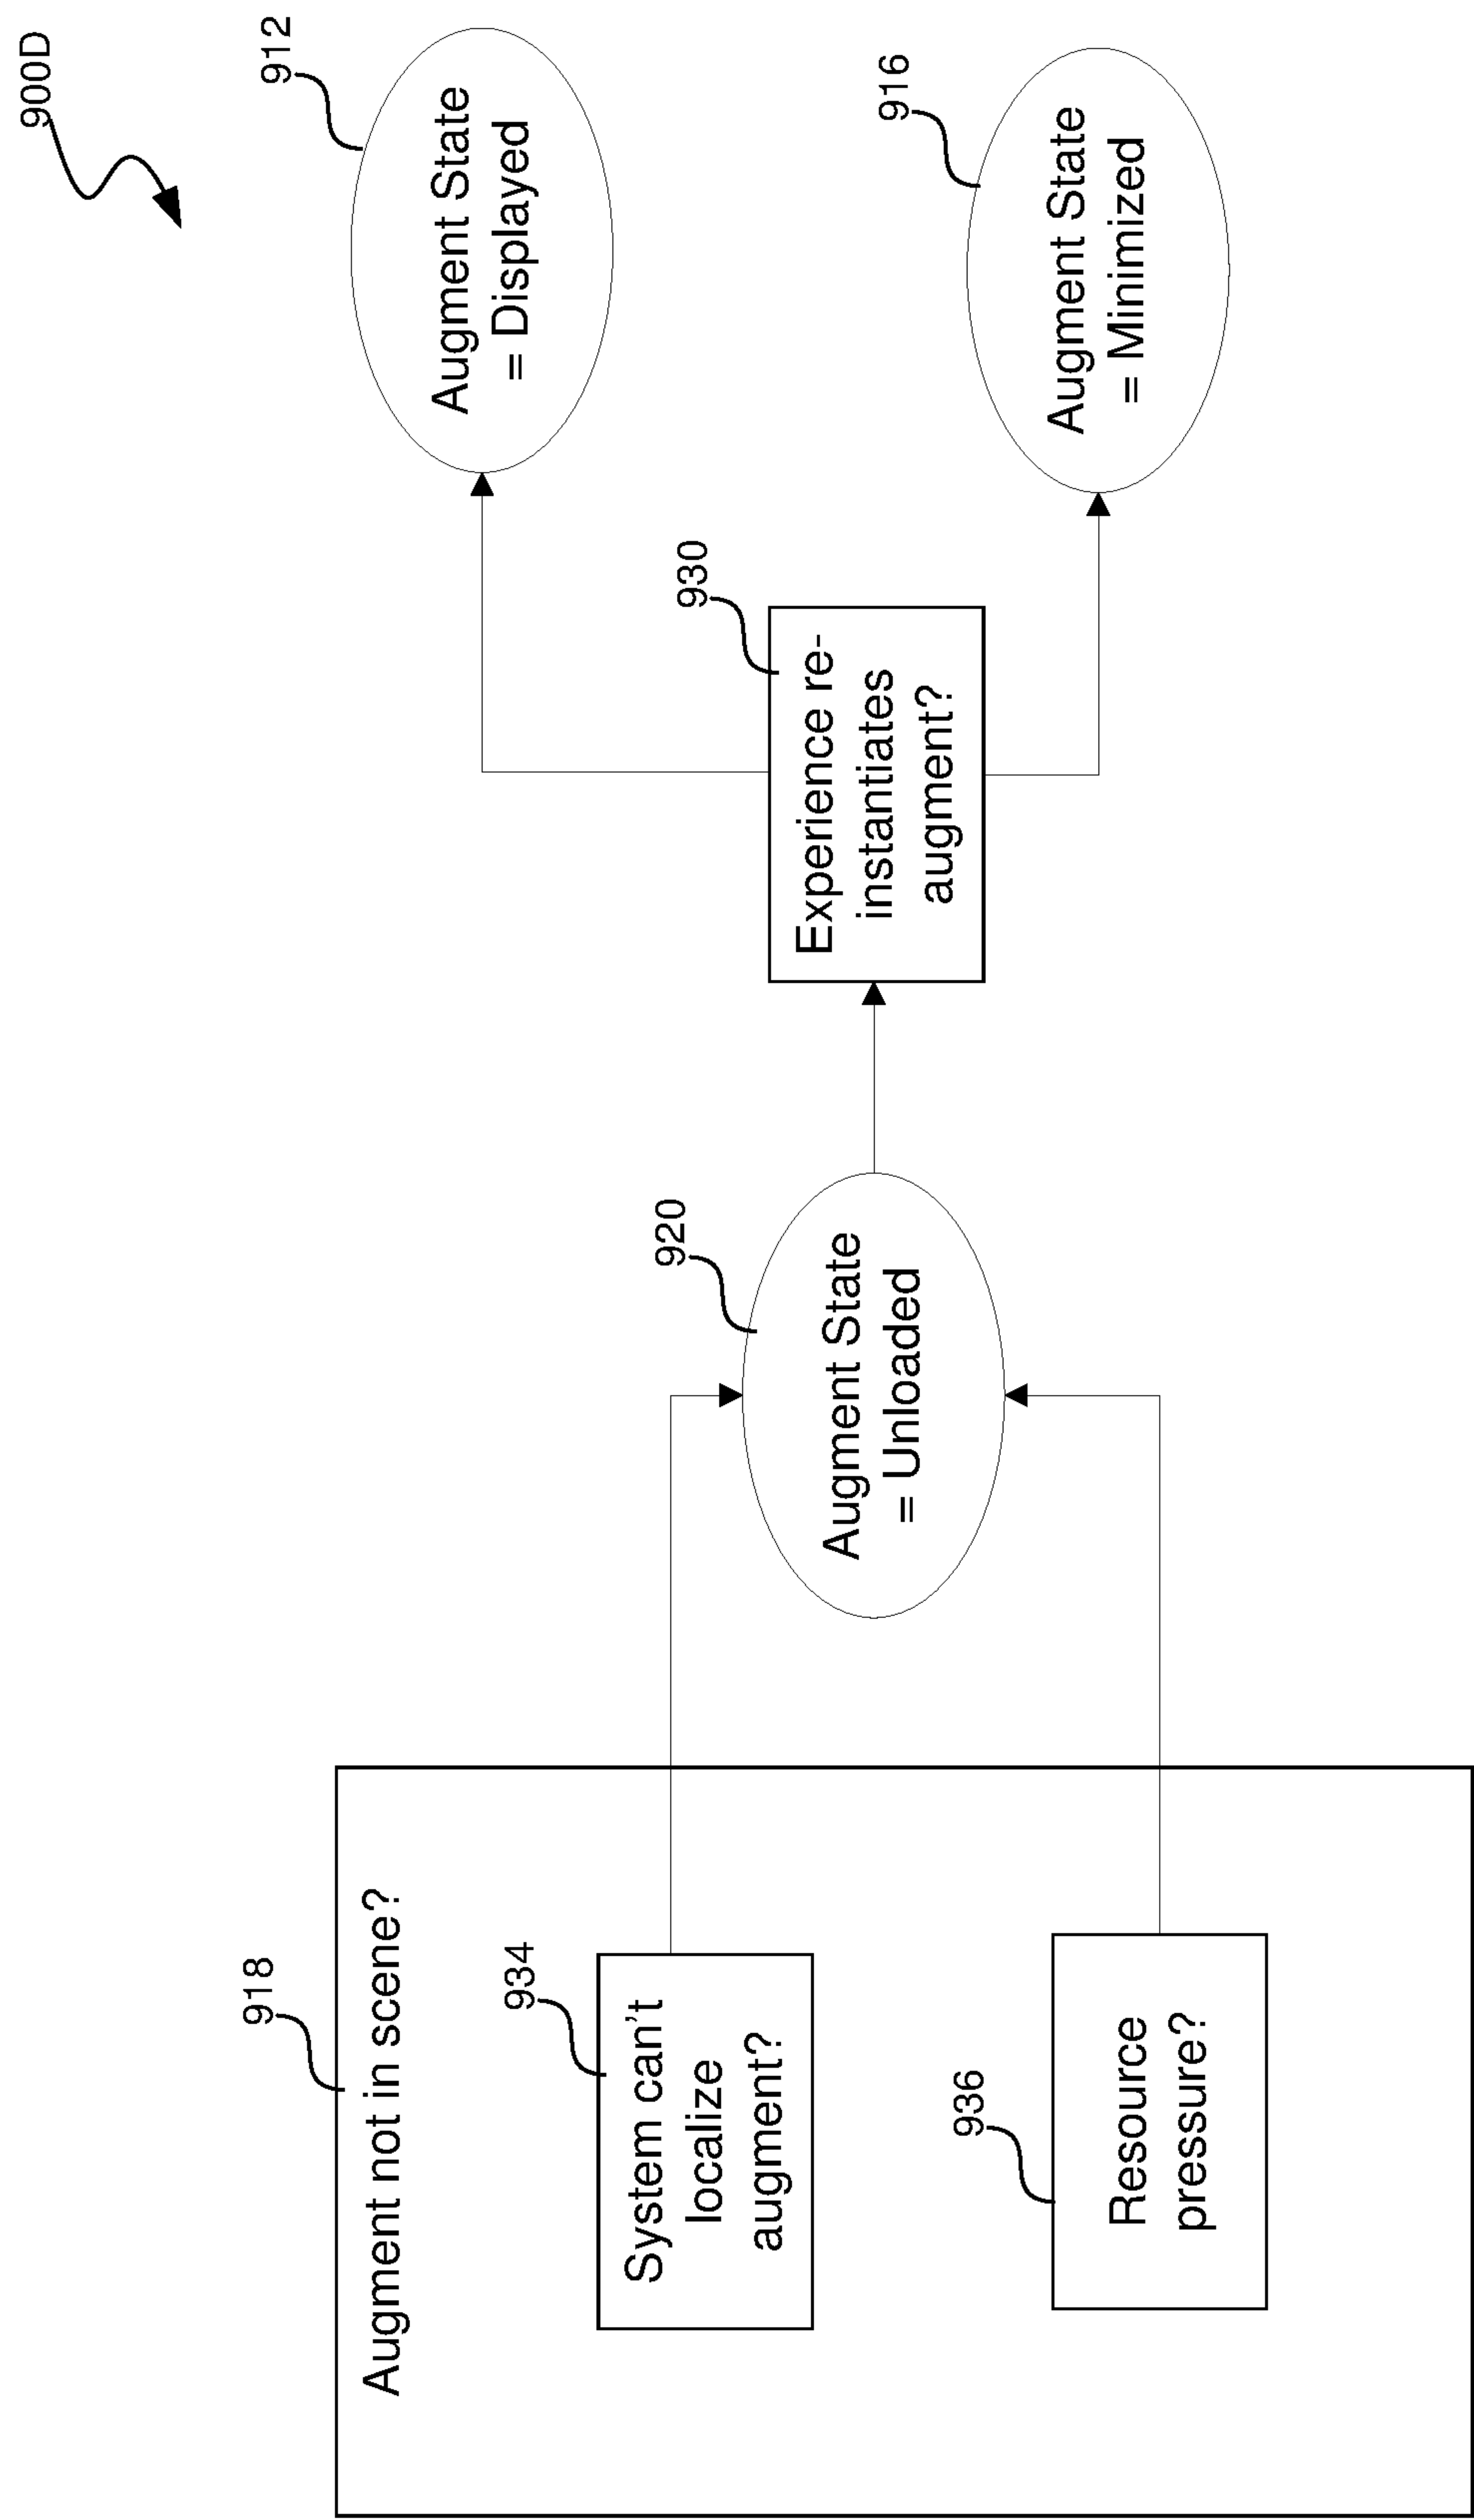 900D
918
Augment not in scene?
934
System can't
localize
augment?
936
Resource
pressure?
920
Augment State
= Unloaded
930
Experience re-
instantiates
augment?
912
Augment State
= Displayed
916
Augment State
= Minimized